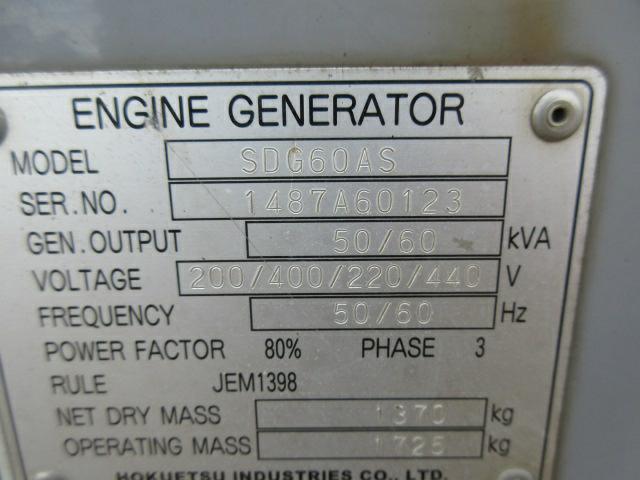 ENGINE GENERATOR
MODEL SDG60AS
SER.NO. 1487A60123
GEN.OUTPUT 50/60 kVA
VOLTAGE 200/400/220/440 V
FREQUENCY 50/60 Hz
POWER FACTOR 80% PHASE 3
RULE JEM1398
NET DRY MASS 1370 kg
OPERATING MASS 1725 kg
HOKUETSU INDUSTRIES CO., LTD.